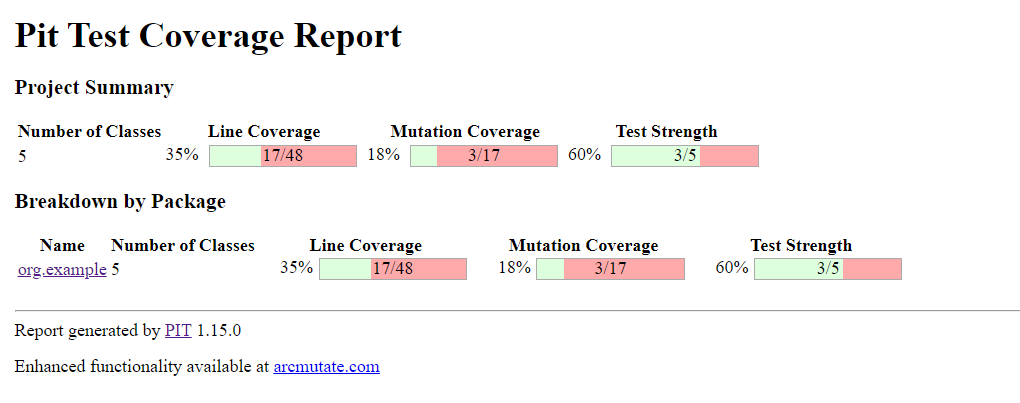 Pit Test Coverage Report
Project Summary
Number of Classes Line Coverage Mutation Coverage Test Strength
5 35% 17/48 18% 3/17 60% 3/5
Breakdown by Package
Name Number of Classes Line Coverage Mutation Coverage Test Strength
org.example 5 35% 17/48 18% 3/17 60% 3/5
Report generated by PIT 1.15.0
Enhanced functionality available at arcmutate.com